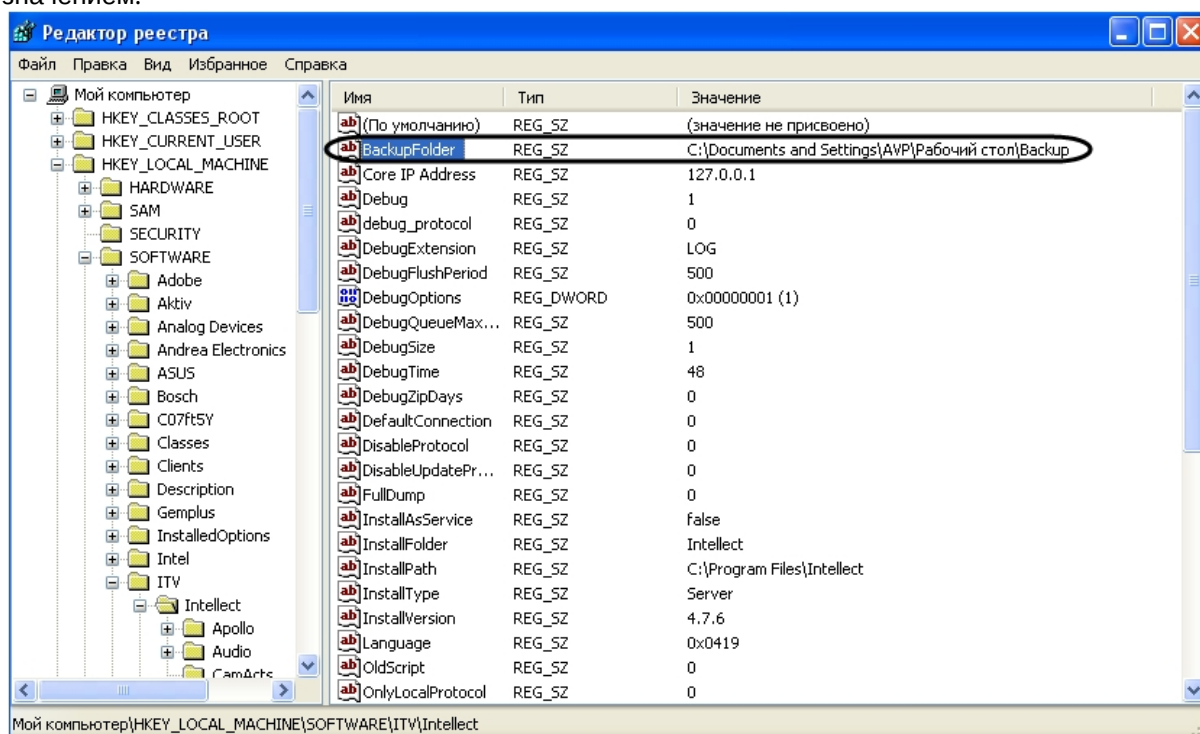 значением.
Редактор реестра
Файл Правка Вид Избранное Справка
Мой компьютер
HKEY_CLASSES_ROOT
HKEY_CURRENT_USER
HKEY_LOCAL_MACHINE
HARDWARE
SAM
SECURITY
SOFTWARE
Adobe
Aktiv
Analog Devices
Andrea Electronics
ASUS
Bosch
C07ft5Y
Classes
Clients
Description
Gemplus
InstalledOptions
Intel
ITV
Intellect
Apollo
Audio
CamActs
Имя Тип Значение
(По умолчанию) REG_SZ (значение не присвоено)
BackupFolder REG_SZ C:\Documents and Settings\AVP\Рабочий стол\Backup
Core IP Address REG_SZ 127.0.0.1
Debug REG_SZ 1
debug_protocol REG_SZ 0
DebugExtension REG_SZ LOG
DebugFlushPeriod REG_SZ 500
DebugOptions REG_DWORD 0x00000001 (1)
DebugQueueMax... REG_SZ 500
DebugSize REG_SZ 1
DebugTime REG_SZ 48
DebugZipDays REG_SZ 0
DefaultConnection REG_SZ 0
DisableProtocol REG_SZ 0
DisableUpdatePr... REG_SZ 0
FullDump REG_SZ 0
InstallAsService REG_SZ false
InstallFolder REG_SZ Intellect
InstallPath REG_SZ C:\Program Files\Intellect
InstallType REG_SZ Server
InstallVersion REG_SZ 4.7.6
Language REG_SZ 0x0419
OldScript REG_SZ 0
OnlyLocalProtocol REG_SZ 0
Мой компьютер\HKEY_LOCAL_MACHINE\SOFTWARE\ITV\Intellect